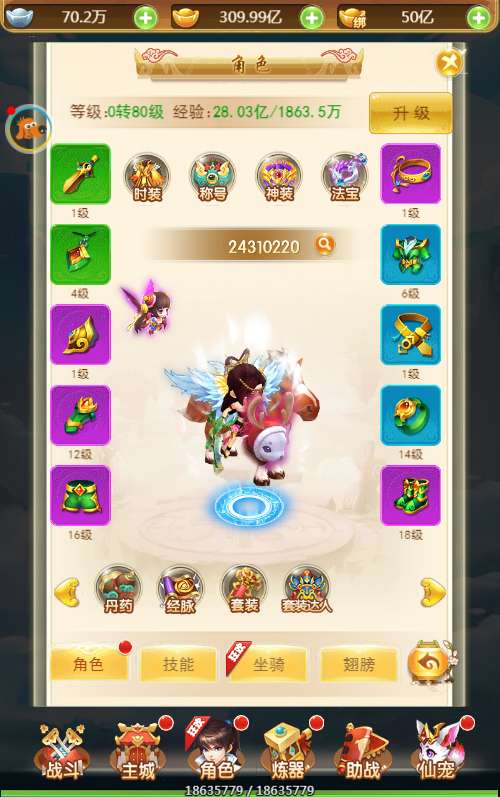 70.2万 309.99亿 绑 50亿
角色
等级:0转80级 经验:28.03亿/1863.5万 升级
时装 称号 神装 法宝
1级 1级
24310220
4级 6级
1级 1级
12级 14级
16级 18级
丹药 经脉 套装 套装达人
角色 技能 狂欢 坐骑 翅膀
狂欢
战斗 主城 角色 炼器 助战 仙宠
18635779 / 18635779